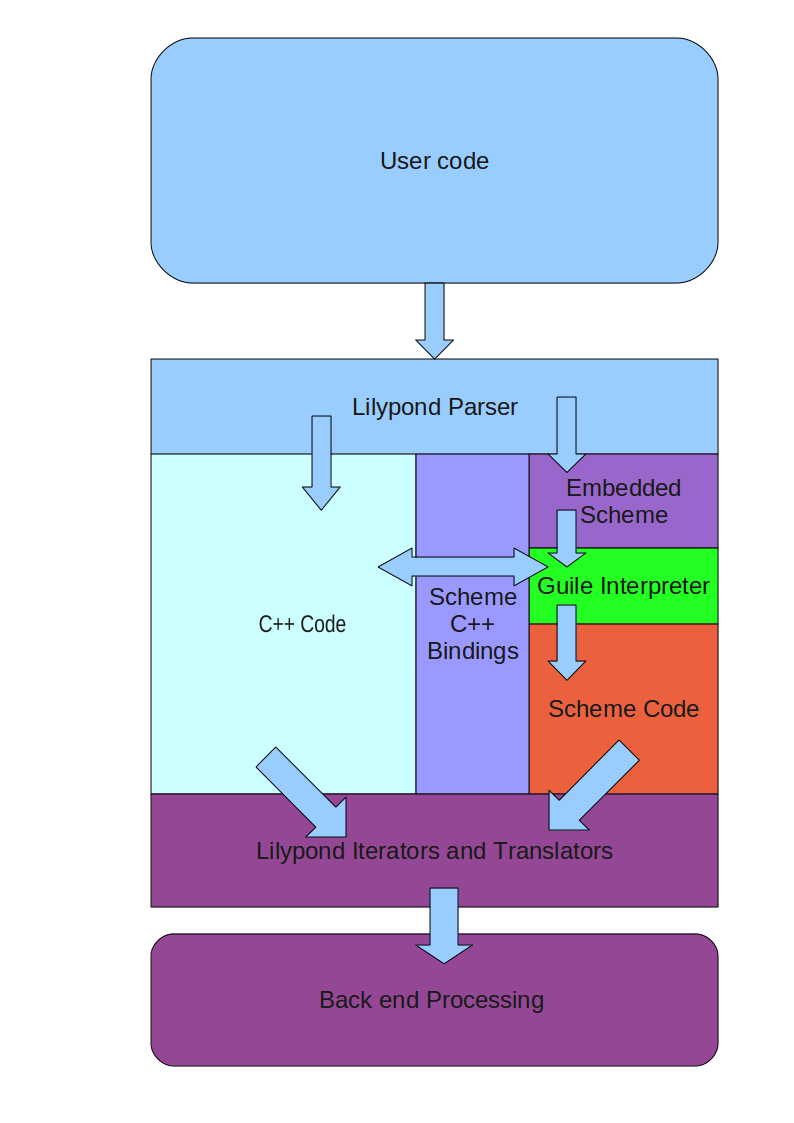 User code
Lilypond Parser
Embedded
Scheme
Guile Interpreter
Scheme
C++
Bindings
C++ Code
Scheme Code
Lilypond Iterators and Translators
Back end Processing